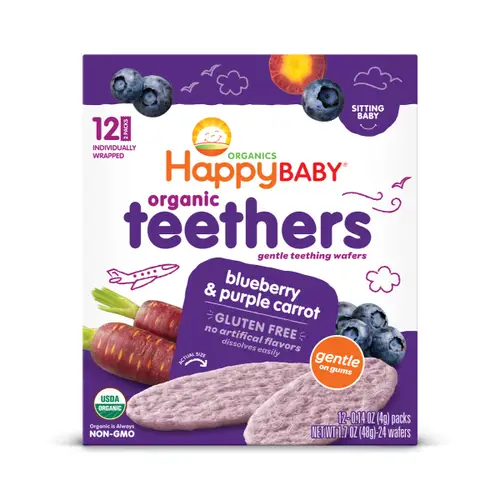 12 2 PACKS
INDIVIDUALLY
WRAPPED
SITTING
BABY
ORGANICS
HappyBABY®
organic
teethers
gentle teething wafers
blueberry
& purple carrot
GLUTEN FREE
no artifical flavors
dissolves easily
ACTUAL SIZE
gentle
on gums
USDA
ORGANIC
Organic is Always
NON-GMO
12-0.14 OZ (4g) packs
NET WT 1.7 OZ (48g)-24 wafers